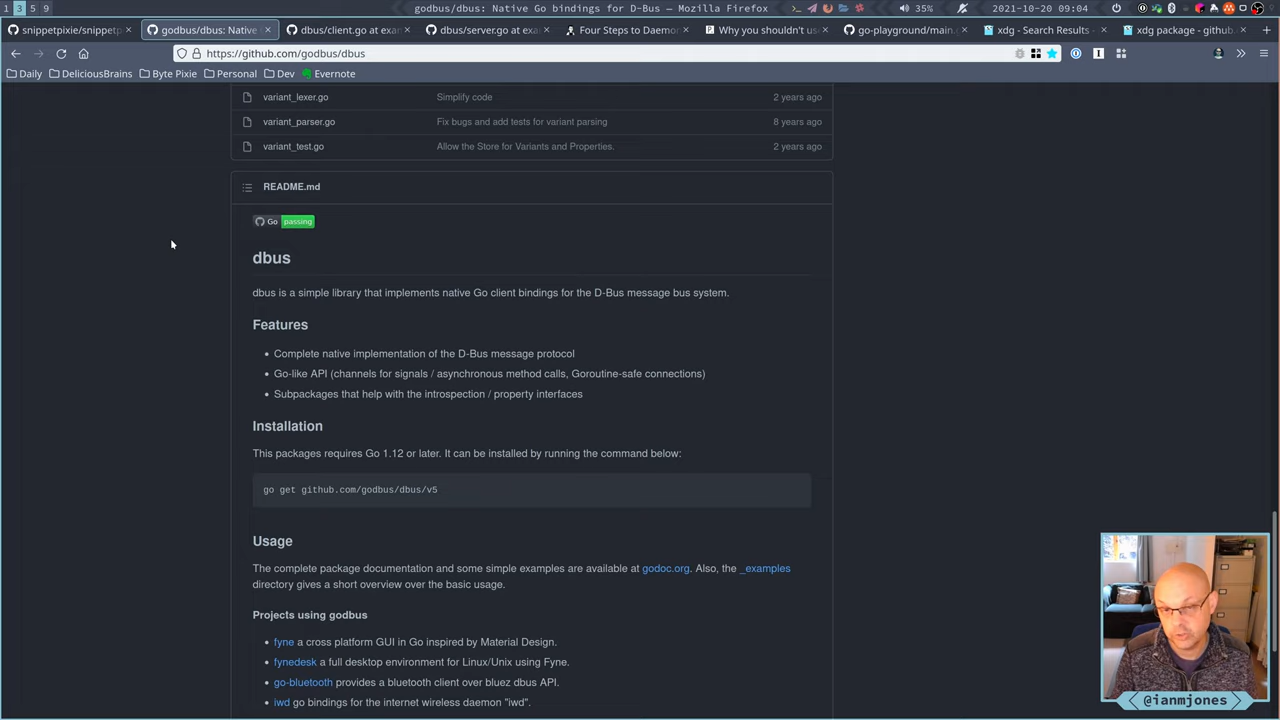 1 3 5 9
godbus/dbus: Native Go bindings for D-Bus — Mozilla Firefox
35%
2021-10-20 09:04
snippetpixie/snippetp
godbus/dbus: Native
dbus/client.go at exam
dbus/server.go at exa
Four Steps to Daemon
Why you shouldn't us
go-playground/main.
xdg - Search Results
xdg package - github.
https://github.com/godbus/dbus
Daily
DeliciousBrains
Byte Pixie
Personal
Dev
Evernote
variant_lexer.go Simplify code 2 years ago
variant_parser.go Fix bugs and add tests for variant parsing 8 years ago
variant_test.go Allow the Store for Variants and Properties. 2 years ago
README.md
Go passing
dbus
dbus is a simple library that implements native Go client bindings for the D-Bus message bus system.
Features
• Complete native implementation of the D-Bus message protocol
• Go-like API (channels for signals / asynchronous method calls, Goroutine-safe connections)
• Subpackages that help with the introspection / property interfaces
Installation
This packages requires Go 1.12 or later. It can be installed by running the command below:
go get github.com/godbus/dbus/v5
Usage
The complete package documentation and some simple examples are available at godoc.org. Also, the _examples
directory gives a short overview over the basic usage.
Projects using godbus
• fyne a cross platform GUI in Go inspired by Material Design.
• fynedesk a full desktop environment for Linux/Unix using Fyne.
• go-bluetooth provides a bluetooth client over bluez dbus API.
• iwd go bindings for the internet wireless daemon "iwd".
@ianmjones